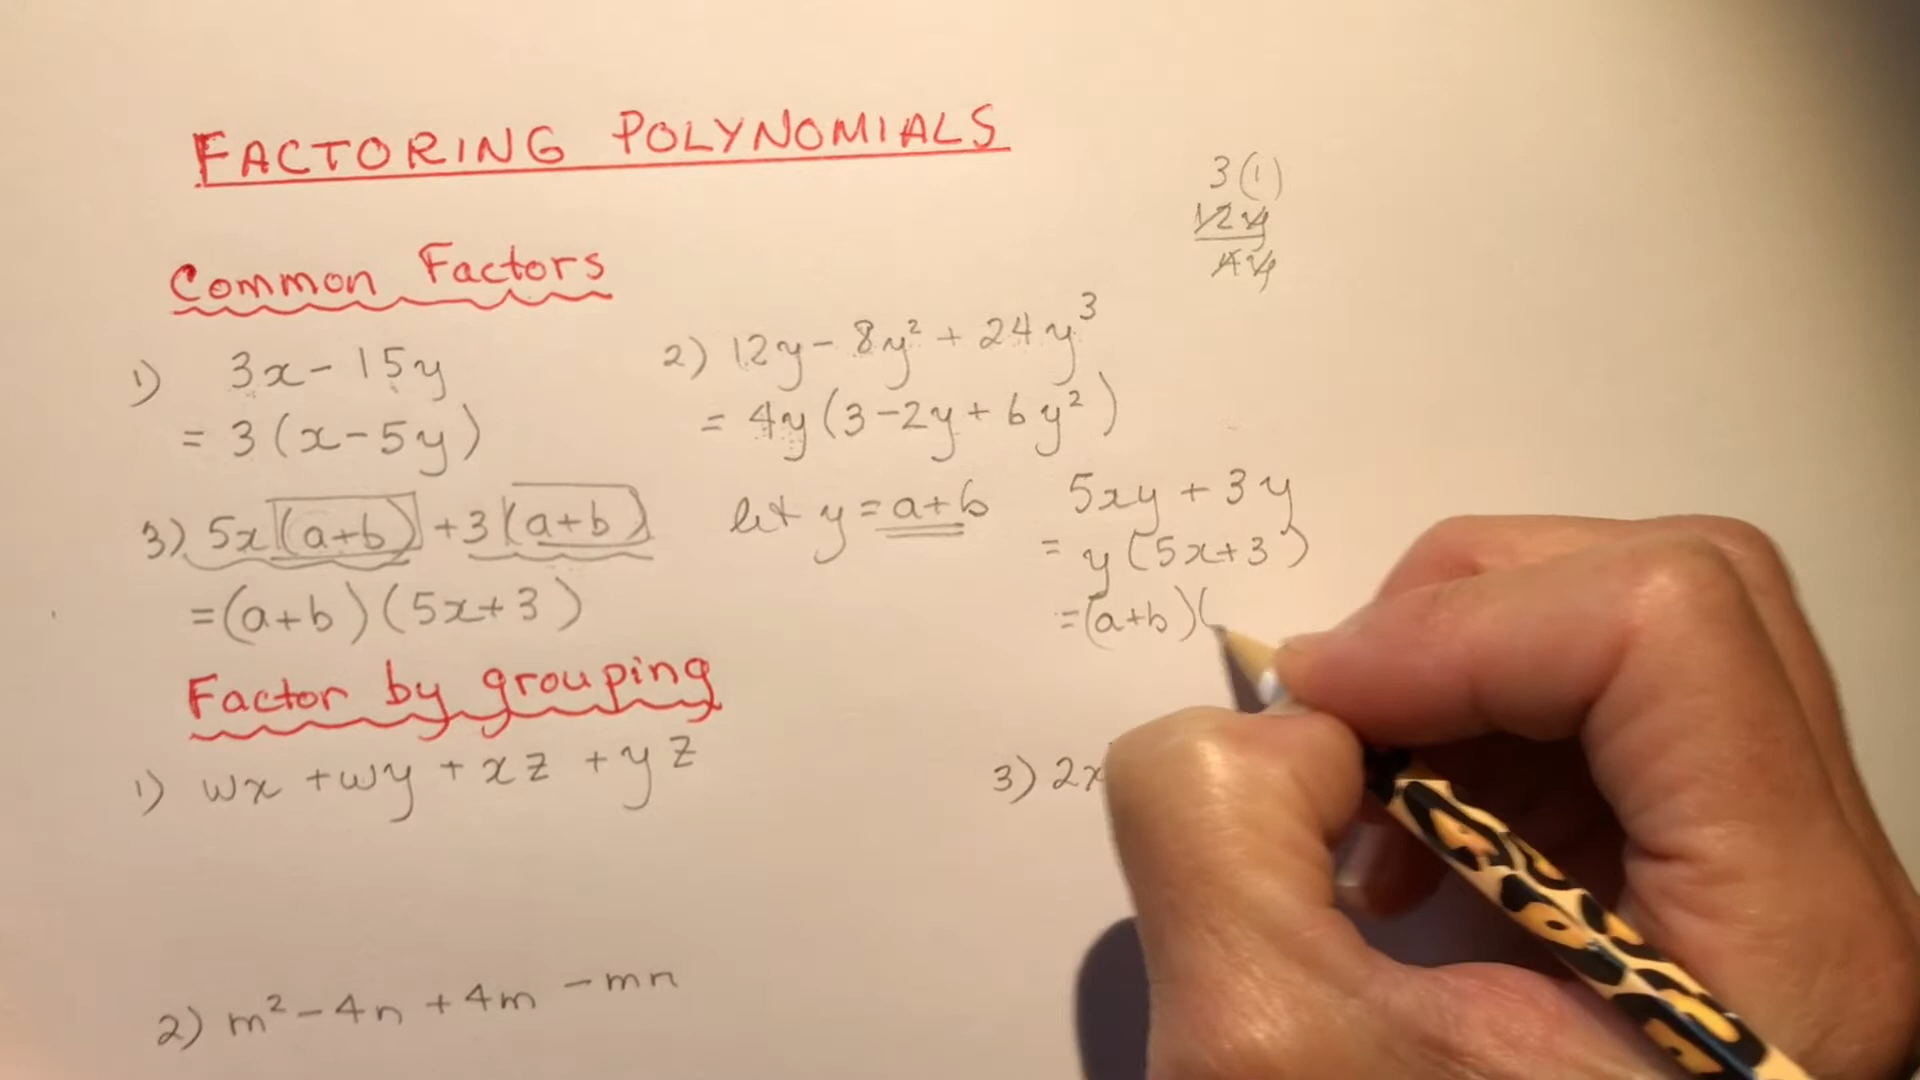 FACTORING POLYNOMIALS
3(1)
12y
4y
Common Factors
1) 3x - 15y
= 3(x - 5y)
2) 12y - 8y² + 24y³
= 4y(3 - 2y + 6y²)
3) 5x(a+b) + 3(a+b)
= (a+b)(5x+3)
let y = a+b
5xy + 3y
= y(5x+3)
= (a+b)(
Factor by grouping
1) wx + wy + xz + yz
2) m² - 4n + 4m - mn
3) 2x